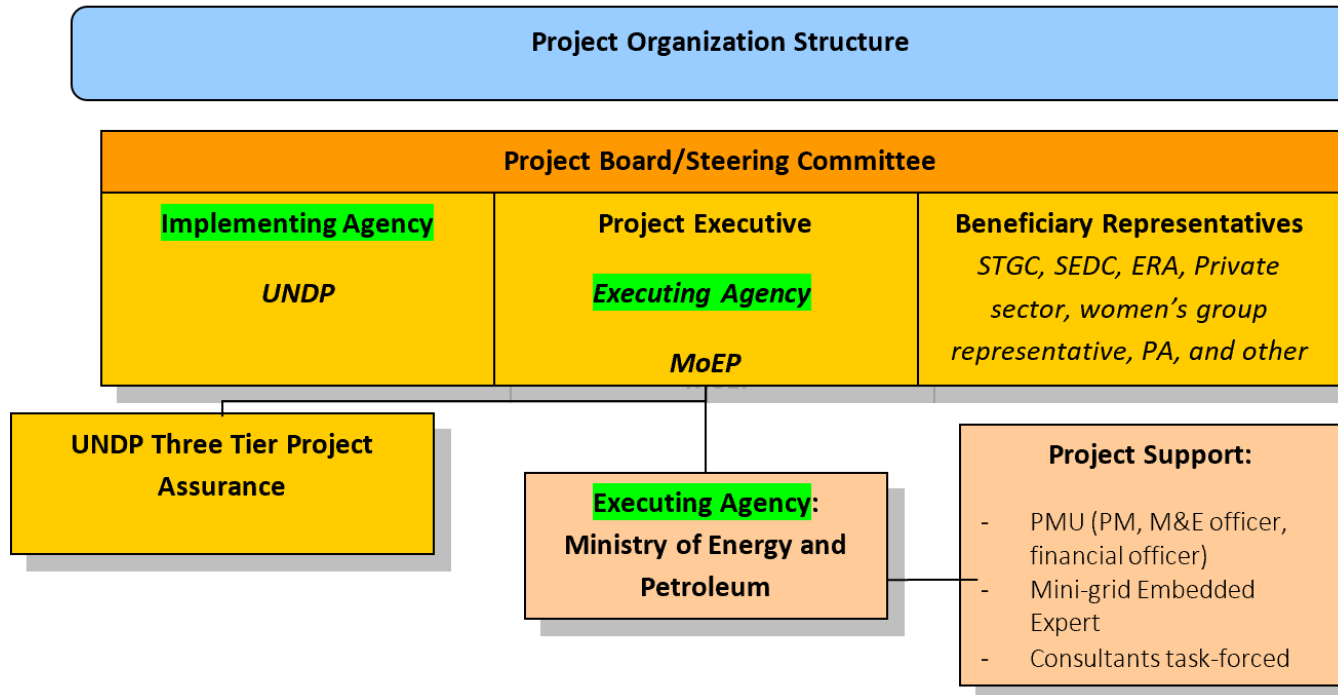 Project Organization Structure
Project Board/Steering Committee
Implementing Agency
UNDP
Project Executive
Executing Agency
MoEP
Beneficiary Representatives
STGC, SEDC, ERA, Private
sector, women’s group
representative, PA, and other
UNDP Three Tier Project
Assurance
Executing Agency:
Ministry of Energy and
Petroleum
Project Support:
- PMU (PM, M&E officer,
financial officer)
- Mini-grid Embedded
Expert
- Consultants task-forced